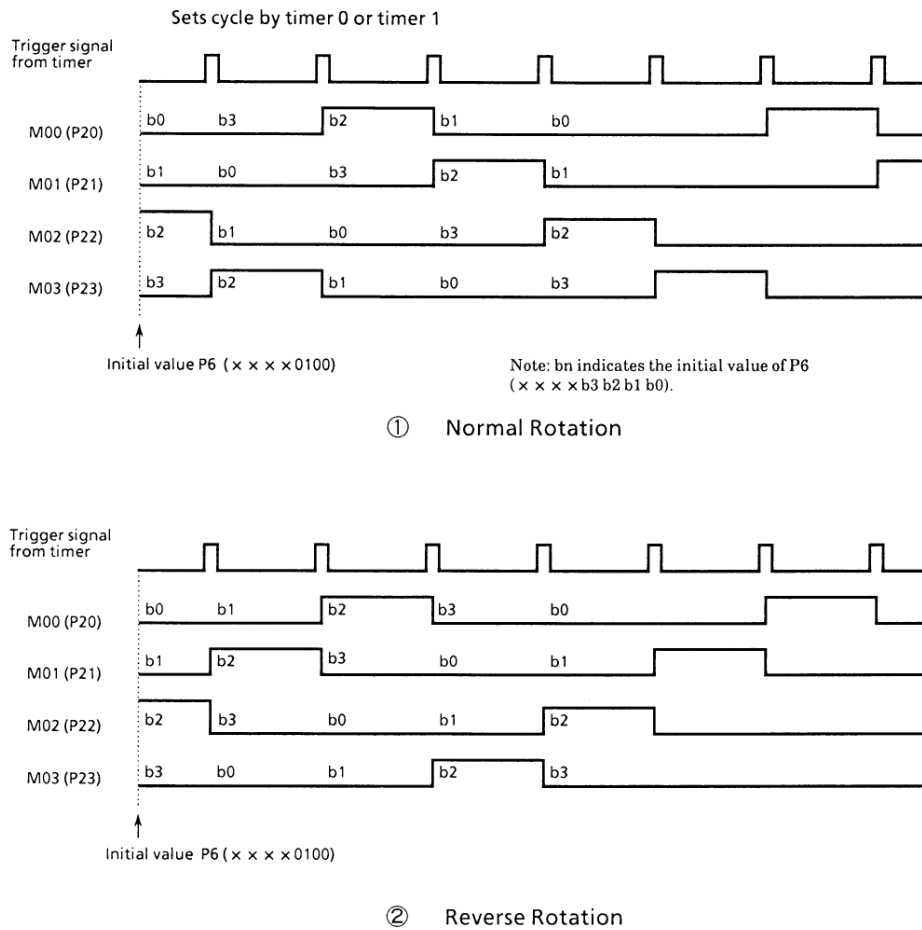 Sets cycle by timer 0 or timer 1
Trigger signal
from timer
M00 (P20) b0 b3 b2 b1 b0
M01 (P21) b1 b0 b3 b2 b1
M02 (P22) b2 b1 b0 b3 b2
M03 (P23) b3 b2 b1 b0 b3
Initial value P6 (××××0100)
Note: bn indicates the initial value of P6
(××××b3 b2 b1 b0).
① Normal Rotation
Trigger signal
from timer
M00 (P20) b0 b1 b2 b3 b0
M01 (P21) b1 b2 b3 b0 b1
M02 (P22) b2 b3 b0 b1 b2
M03 (P23) b3 b0 b1 b2 b3
Initial value P6 (××××0100)
② Reverse Rotation